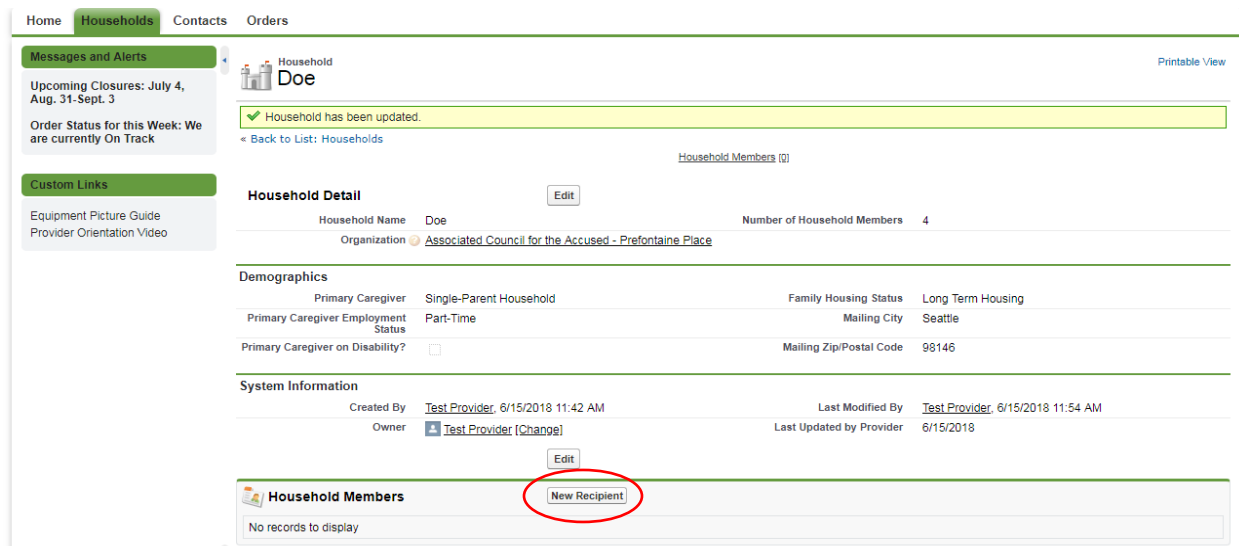 Home Households Contacts Orders
Messages and Alerts
Upcoming Closures: July 4,
Aug. 31-Sept. 3
Order Status for this Week: We
are currently On Track
Custom Links
Equipment Picture Guide
Provider Orientation Video
Household
Doe
Printable View
Household has been updated.
« Back to List: Households
Household Members [0]
Household Detail Edit
Household Name Doe Number of Household Members 4
Organization Associated Council for the Accused - Prefontaine Place
Demographics
Primary Caregiver Single-Parent Household Family Housing Status Long Term Housing
Primary Caregiver Employment
Status Part-Time Mailing City Seattle
Primary Caregiver on Disability? Mailing Zip/Postal Code 98146
System Information
Created By Test Provider, 6/15/2018 11:42 AM Last Modified By Test Provider, 6/15/2018 11:54 AM
Owner Test Provider [Change] Last Updated by Provider 6/15/2018
Edit
Household Members New Recipient
No records to display